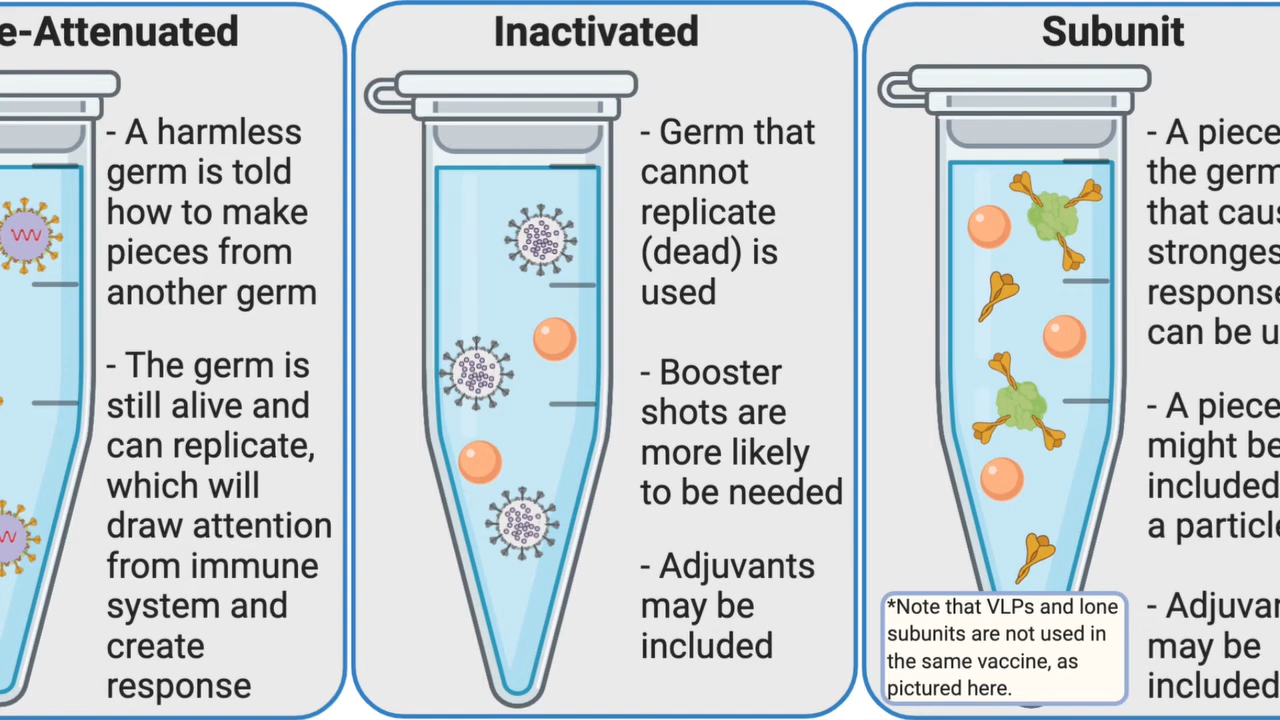 e-Attenuated
- A harmless
germ is told
how to make
pieces from
another germ
- The germ is
still alive and
can replicate,
which will
draw attention
from immune
system and
create
response
Inactivated
- Germ that
cannot
replicate
(dead) is
used
- Booster
shots are
more likely
to be needed
- Adjuvants
may be
included
Subunit
- A piece
the germ
that caus
stronges
response
can be u
- A piece
might be
included
a particle
- Adjuvan
may be
included
*Note that VLPs and lone
subunits are not used in
the same vaccine, as
pictured here.